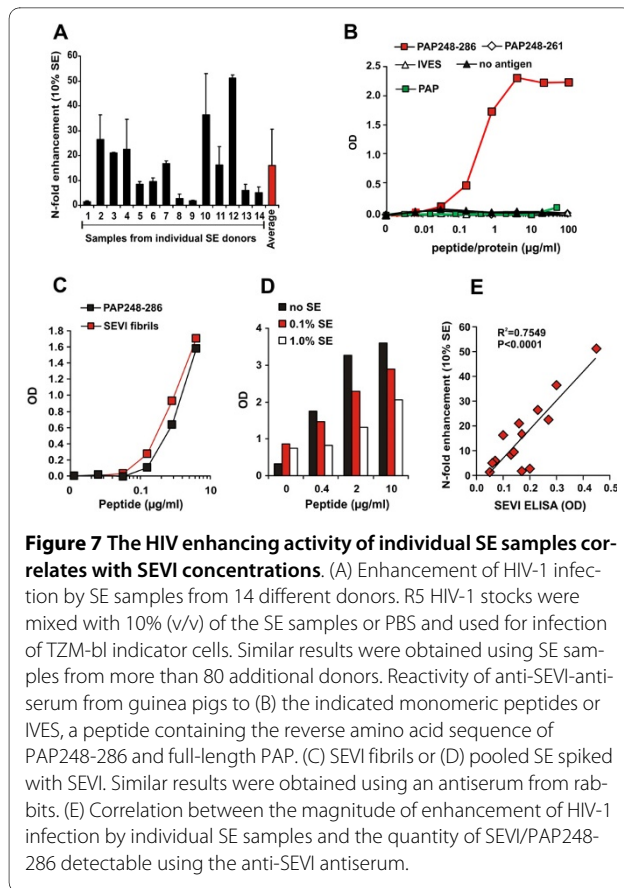 A
N-fold enhancement (10% SE)
60
50
40
30
20
10
0
1 2 3 4 5 6 7 8 9 10 11 12 13 14
Average
Samples from individual SE donors
B
PAP248-286 PAP248-261
IVES no antigen
PAP
OD
2.5
2.0
1.5
1.0
0.5
0.0
0 0.01 0.1 1 10 100
peptide/protein (µg/ml)
C
PAP248-286
SEVI fibrils
OD
1.8
1.6
1.4
1.2
1.0
0.8
0.6
0.4
0.2
0.0
0 0.1 10
Peptide (µg/ml)
D
no SE
0.1% SE
1.0% SE
OD
4
3
2
1
0
0 0.4 2 10
Peptide (µg/ml)
E
R²=0.7549
P<0.0001
N-fold enhancement (10% SE)
60
50
40
30
20
10
0
0.0 0.1 0.2 0.3 0.4 0.5
SEVI ELISA (OD)
Figure 7 The HIV enhancing activity of individual SE samples cor-
relates with SEVI concentrations. (A) Enhancement of HIV-1 infec-
tion by SE samples from 14 different donors. R5 HIV-1 stocks were
mixed with 10% (v/v) of the SE samples or PBS and used for infection
of TZM-bl indicator cells. Similar results were obtained using SE sam-
ples from more than 80 additional donors. Reactivity of anti-SEVI-anti-
serum from guinea pigs to (B) the indicated monomeric peptides or
IVES, a peptide containing the reverse amino acid sequence of
PAP248-286 and full-length PAP. (C) SEVI fibrils or (D) pooled SE spiked
with SEVI. Similar results were obtained using an antiserum from rab-
bits. (E) Correlation between the magnitude of enhancement of HIV-1
infection by individual SE samples and the quantity of SEVI/PAP248-
286 detectable using the anti-SEVI antiserum.